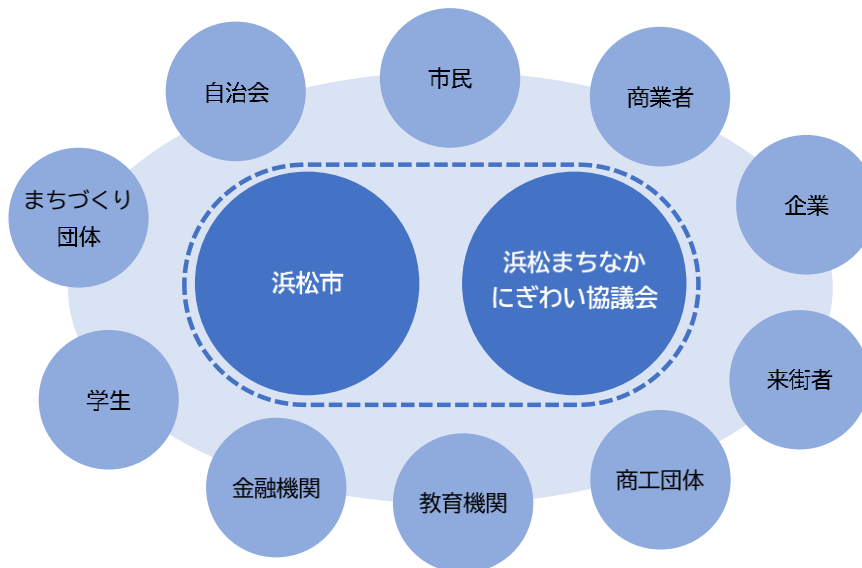 市民
自治会
商業者
まちづくり
団体
企業
浜松市
浜松まちなか
にぎわい協議会
学生
来街者
金融機関
教育機関
商工団体